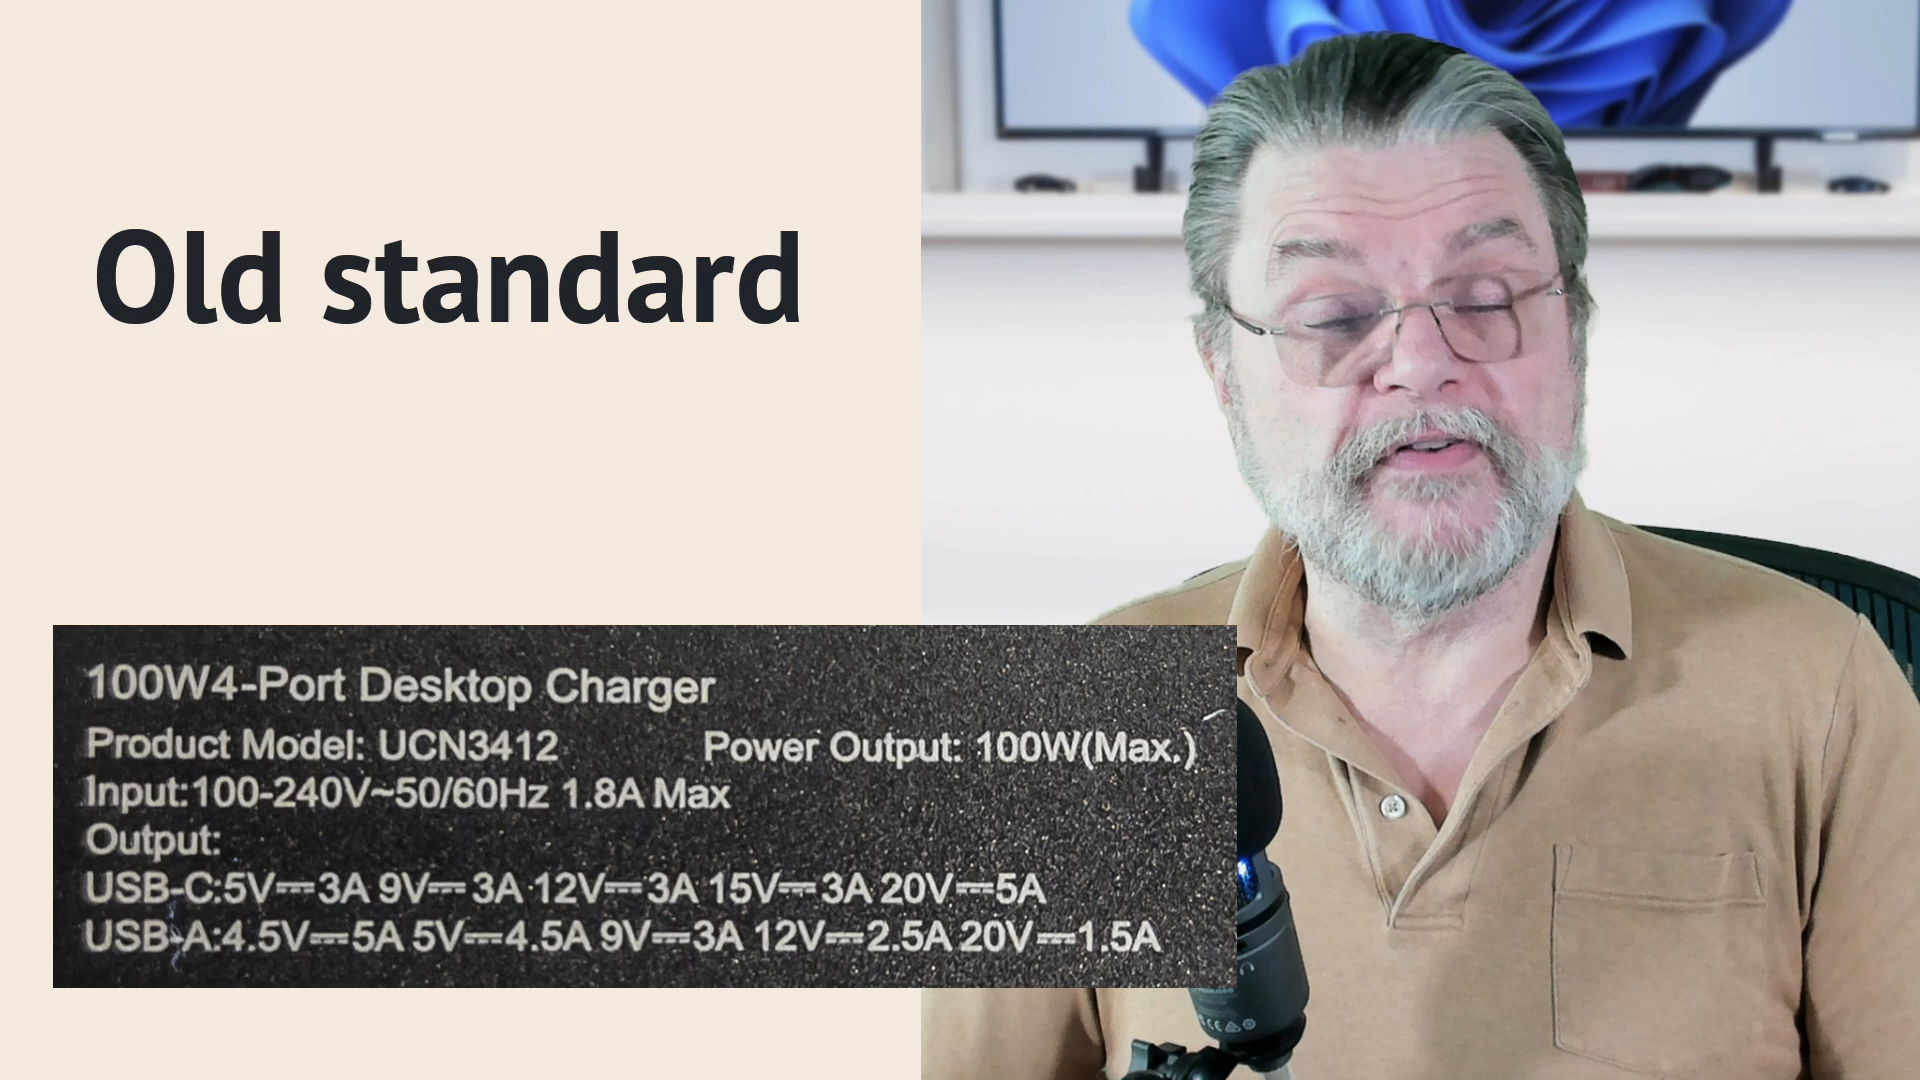 Old standard
100W4-Port Desktop Charger
Product Model: UCN3412 Power Output: 100W(Max.)
Input:100-240V~50/60Hz 1.8A Max
Output:
USB-C:5V⎓3A 9V⎓3A 12V⎓3A 15V⎓3A 20V⎓5A
USB-A:4.5V⎓5A 5V⎓4.5A 9V⎓3A 12V⎓2.5A 20V⎓1.5A